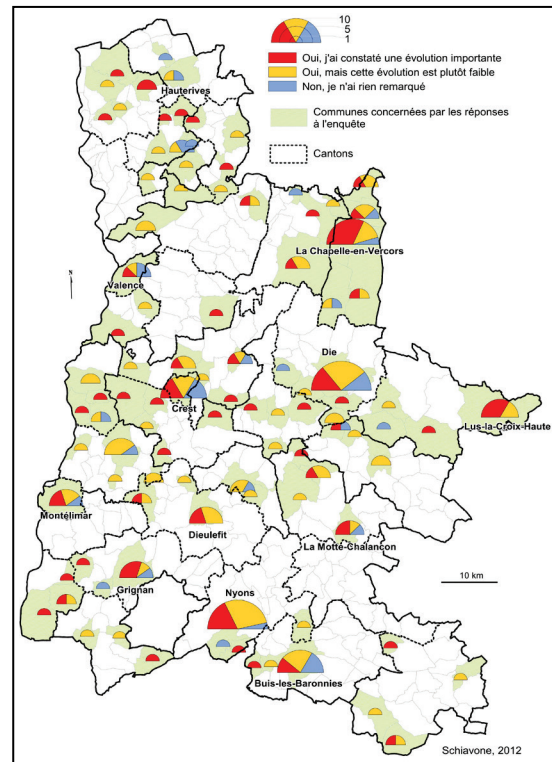 10
5
1
Oui, j'ai constaté une évolution importante
Oui, mais cette évolution est plutôt faible
Non, je n'ai rien remarqué
Hauterives
Communes concernées par les réponses
à l'enquête
Cantons
La Chapelle-en-Vercors
Valence
Die
Crest
Lus-la-Croix-Haute
Montélimar
Dieulefit
La Motte-Chalancon
Grignan
10 km
Nyons
Buis-les-Baronnies
Schiavone, 2012